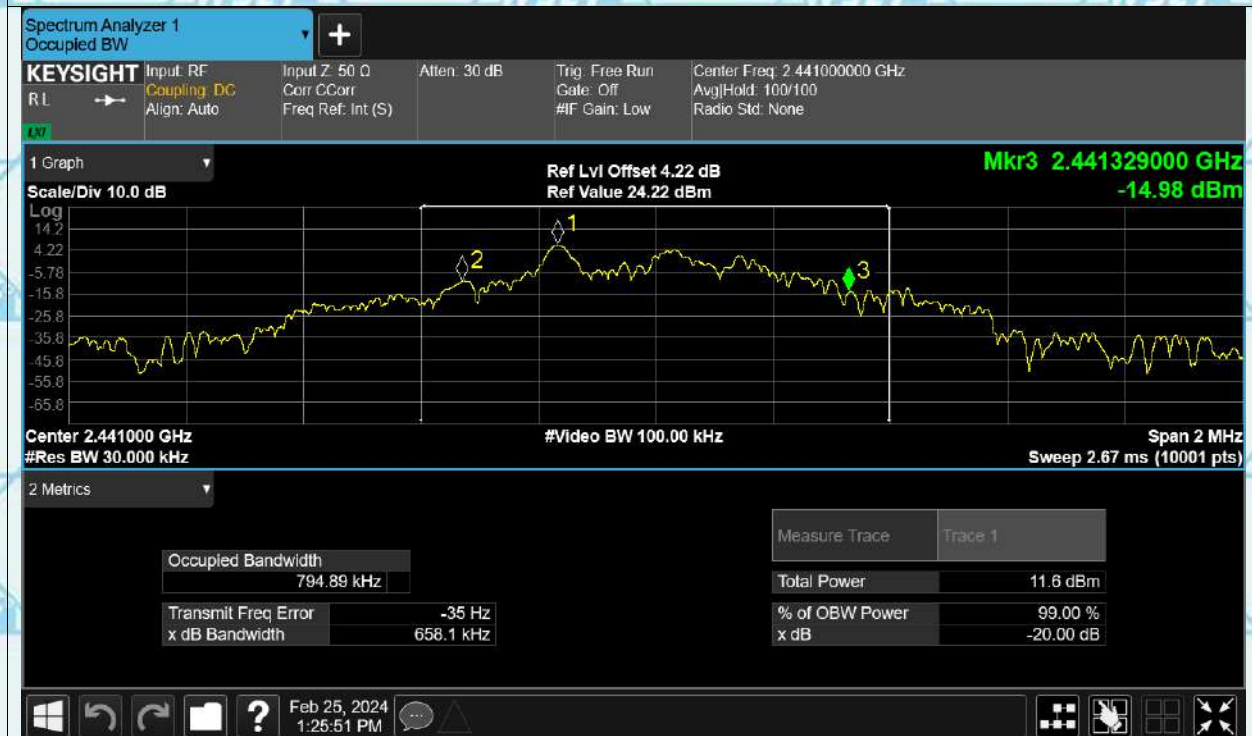 Spectrum Analyzer 1
Occupied BW
+
KEYSIGHT
RL
LXI
Input: RF
Coupling: DC
Align: Auto
Input Z: 50 Ω
Corr CCorr
Freq Ref: Int (S)
Atten: 30 dB
Trig: Free Run
Gate: Off
#IF Gain: Low
Center Freq: 2.441000000 GHz
Avg|Hold: 100/100
Radio Std: None
1 Graph
Scale/Div 10.0 dB
Ref Lvl Offset 4.22 dB
Ref Value 24.22 dBm
Mkr3 2.441329000 GHz
-14.98 dBm
Log
14.2
4.22
-5.78
-15.8
-25.8
-35.8
-45.8
-55.8
-65.8
1
2
3
Center 2.441000 GHz
#Res BW 30.000 kHz
#Video BW 100.00 kHz
Span 2 MHz
Sweep 2.67 ms (10001 pts)
2 Metrics
Measure Trace Trace 1
Occupied Bandwidth
794.89 kHz
Total Power 11.6 dBm
Transmit Freq Error -35 Hz
% of OBW Power 99.00 %
x dB Bandwidth 658.1 kHz
x dB -20.00 dB
?
Feb 25, 2024
1:25:51 PM